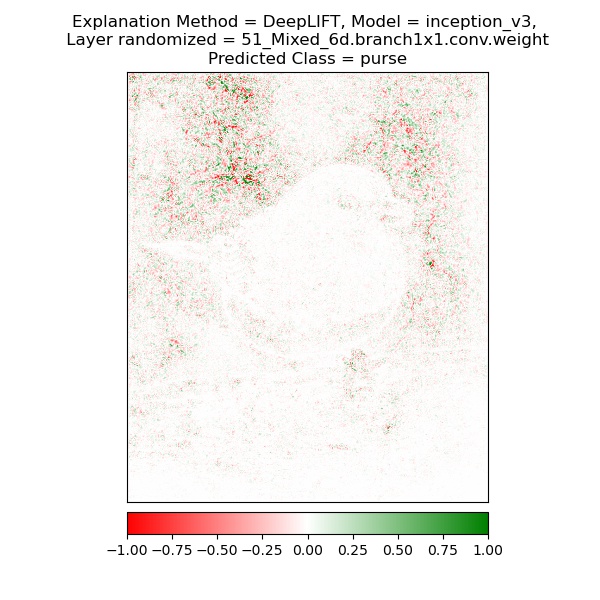 Explanation Method = DeepLIFT, Model = inception_v3,
Layer randomized = 51_Mixed_6d.branch1x1.conv.weight
Predicted Class = purse
−1.00 −0.75 −0.50 −0.25 0.00 0.25 0.50 0.75 1.00